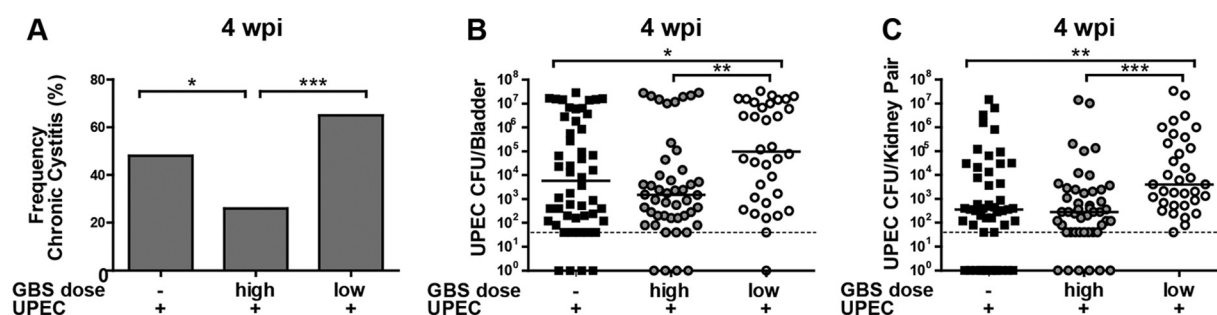 A 4 wpi
Frequency
Chronic Cystitis (%)
80
60
40
20
0
* ***
GBS dose - high low
UPEC + + +
B 4 wpi
UPEC CFU/Bladder
*
**
10⁸
10⁷
10⁶
10⁵
10⁴
10³
10²
10¹
10⁰
GBS dose - high low
UPEC + + +
C 4 wpi
UPEC CFU/Kidney Pair
**
***
10⁸
10⁷
10⁶
10⁵
10⁴
10³
10²
10¹
10⁰
GBS dose - high low
UPEC + + +